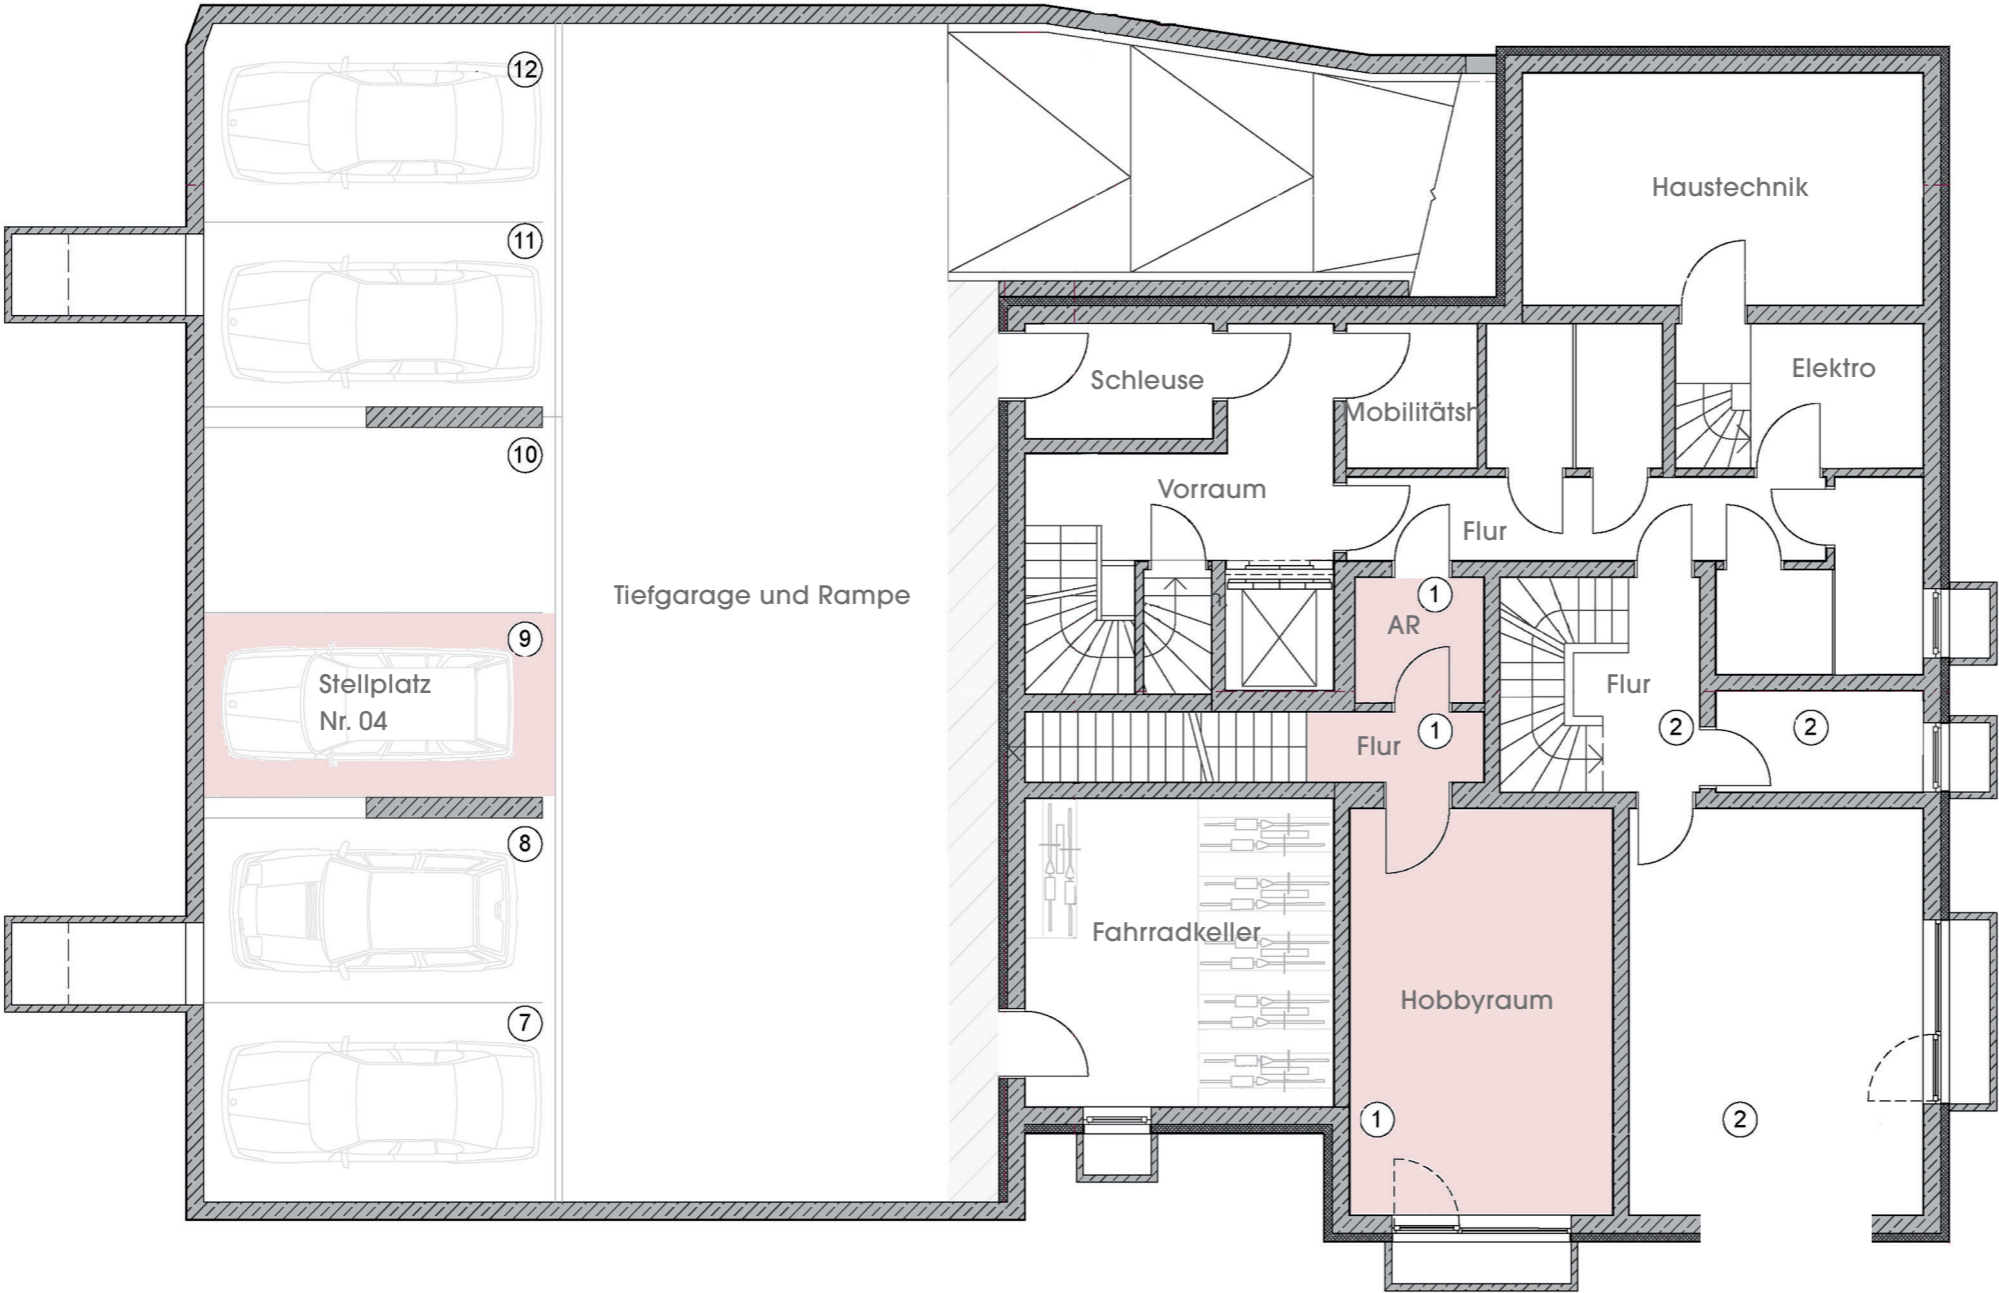 12
Haustechnik
11
Elektro
Schleuse
Mobilitätsh
10
Vorraum
Flur
Tiefgarage und Rampe
1
AR
9
Stellplatz
Nr. 04
Flur
2
2
1
Flur
8
Fahrradkeller
Hobbyraum
7
1
2